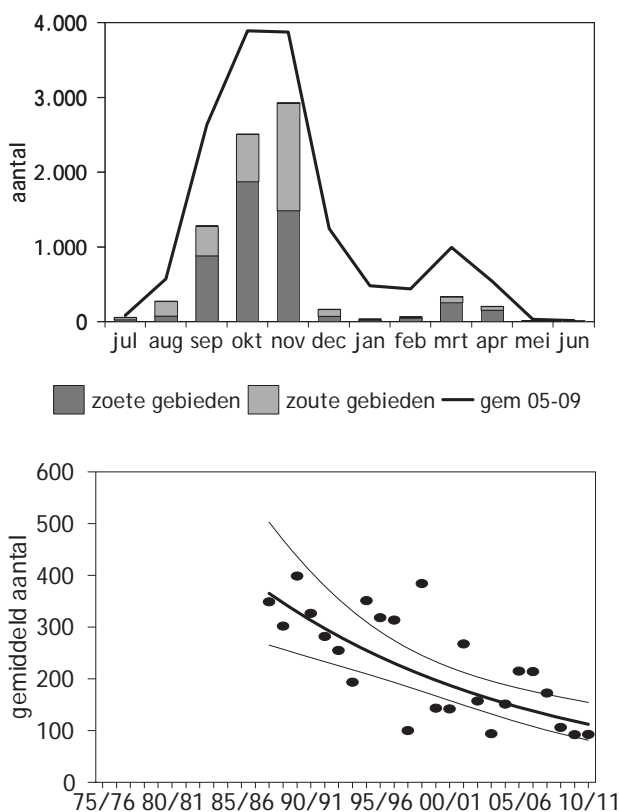 4.000
3.000
2.000
1.000
0
aantal
jul aug sep okt nov dec jan feb mrt apr mei jun
zoete gebieden zoute gebieden gem 05-09
600
500
400
300
200
100
0
gemiddeld aantal
75/76 80/81 85/86 90/91 95/96 00/01 05/06 10/11